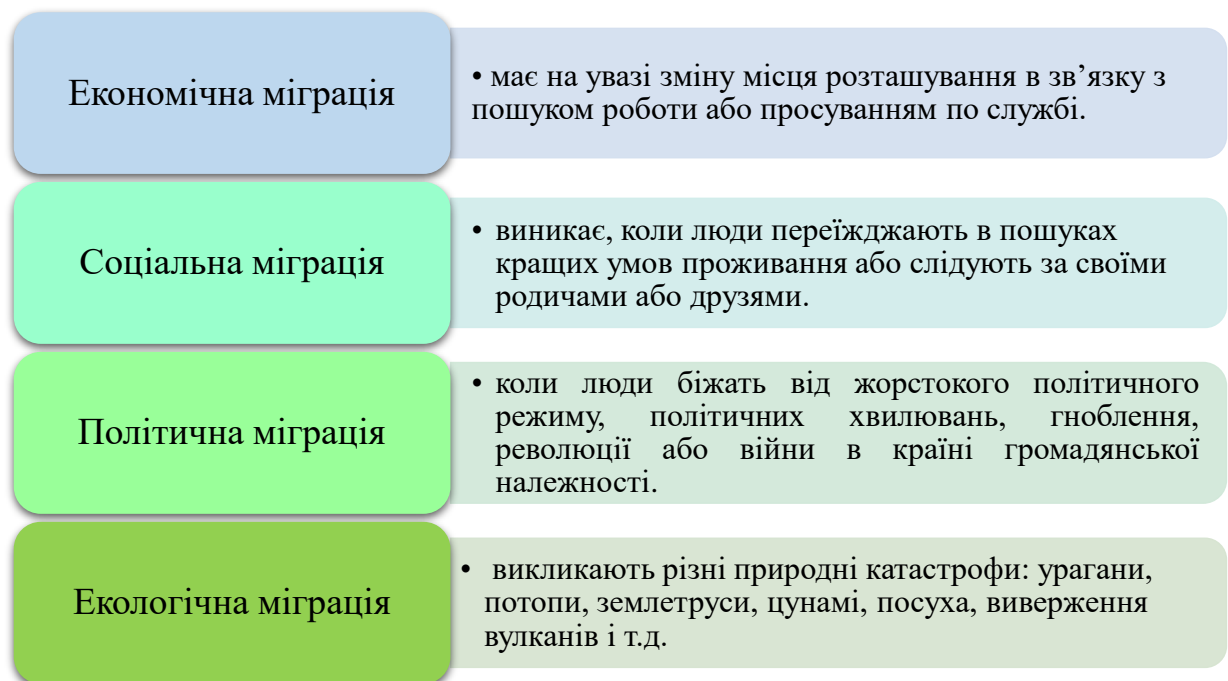 Економічна міграція
• має на увазі зміну місця розташування в зв’язку з
пошуком роботи або просуванням по службі.
Соціальна міграція
• виникає, коли люди переїжджають в пошуках
кращих умов проживання або слідують за своїми
родичами або друзями.
Політична міграція
• коли люди біжать від жорстокого політичного
режиму, політичних хвилювань, гноблення,
революції або війни в країні громадянської
належності.
Екологічна міграція
• викликають різні природні катастрофи: урагани,
потопи, землетруси, цунамі, посуха, виверження
вулканів і т.д.